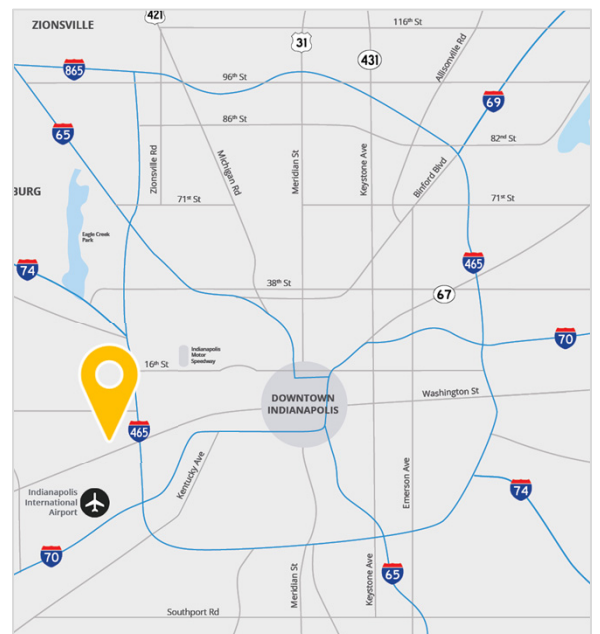 421
ZIONSVILLE
116th St
31
431
Allisonville Rd
865
96th St
69
65
86th St
82nd St
Zionsville Rd
Michigan Rd
Meridian St
Keystone Ave
Binford Blvd
BURG
71st St
71st St
Eagle Creek
Park
74
465
38th St
67
70
Indianapolis
Motor
Speedway
16th St
Washington St
DOWNTOWN
INDIANAPOLIS
465
Kentucky Ave
Emerson Ave
74
Indianapolis
International
Airport
70
65
Meridian St
Keystone Ave
Southport Rd